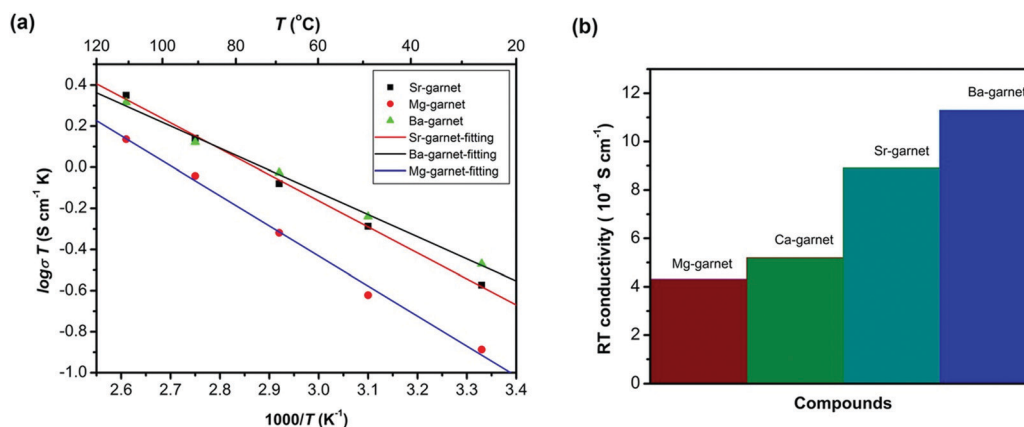 (a)
T (°C)
120 100 80 60 40 20
0.4
0.2
0.0
-0.2
-0.4
-0.6
-0.8
-1.0
logσ T (S cm⁻¹ K)
Sr-garnet
Mg-garnet
Ba-garnet
Sr-garnet-fitting
Ba-garnet-fitting
Mg-garnet-fitting
2.6 2.7 2.8 2.9 3.0 3.1 3.2 3.3 3.4
1000/T (K⁻¹)
(b)
RT conductivity ( 10⁻⁴ S cm⁻¹)
12
10
8
6
4
2
0
Mg-garnet
Ca-garnet
Sr-garnet
Ba-garnet
Compounds